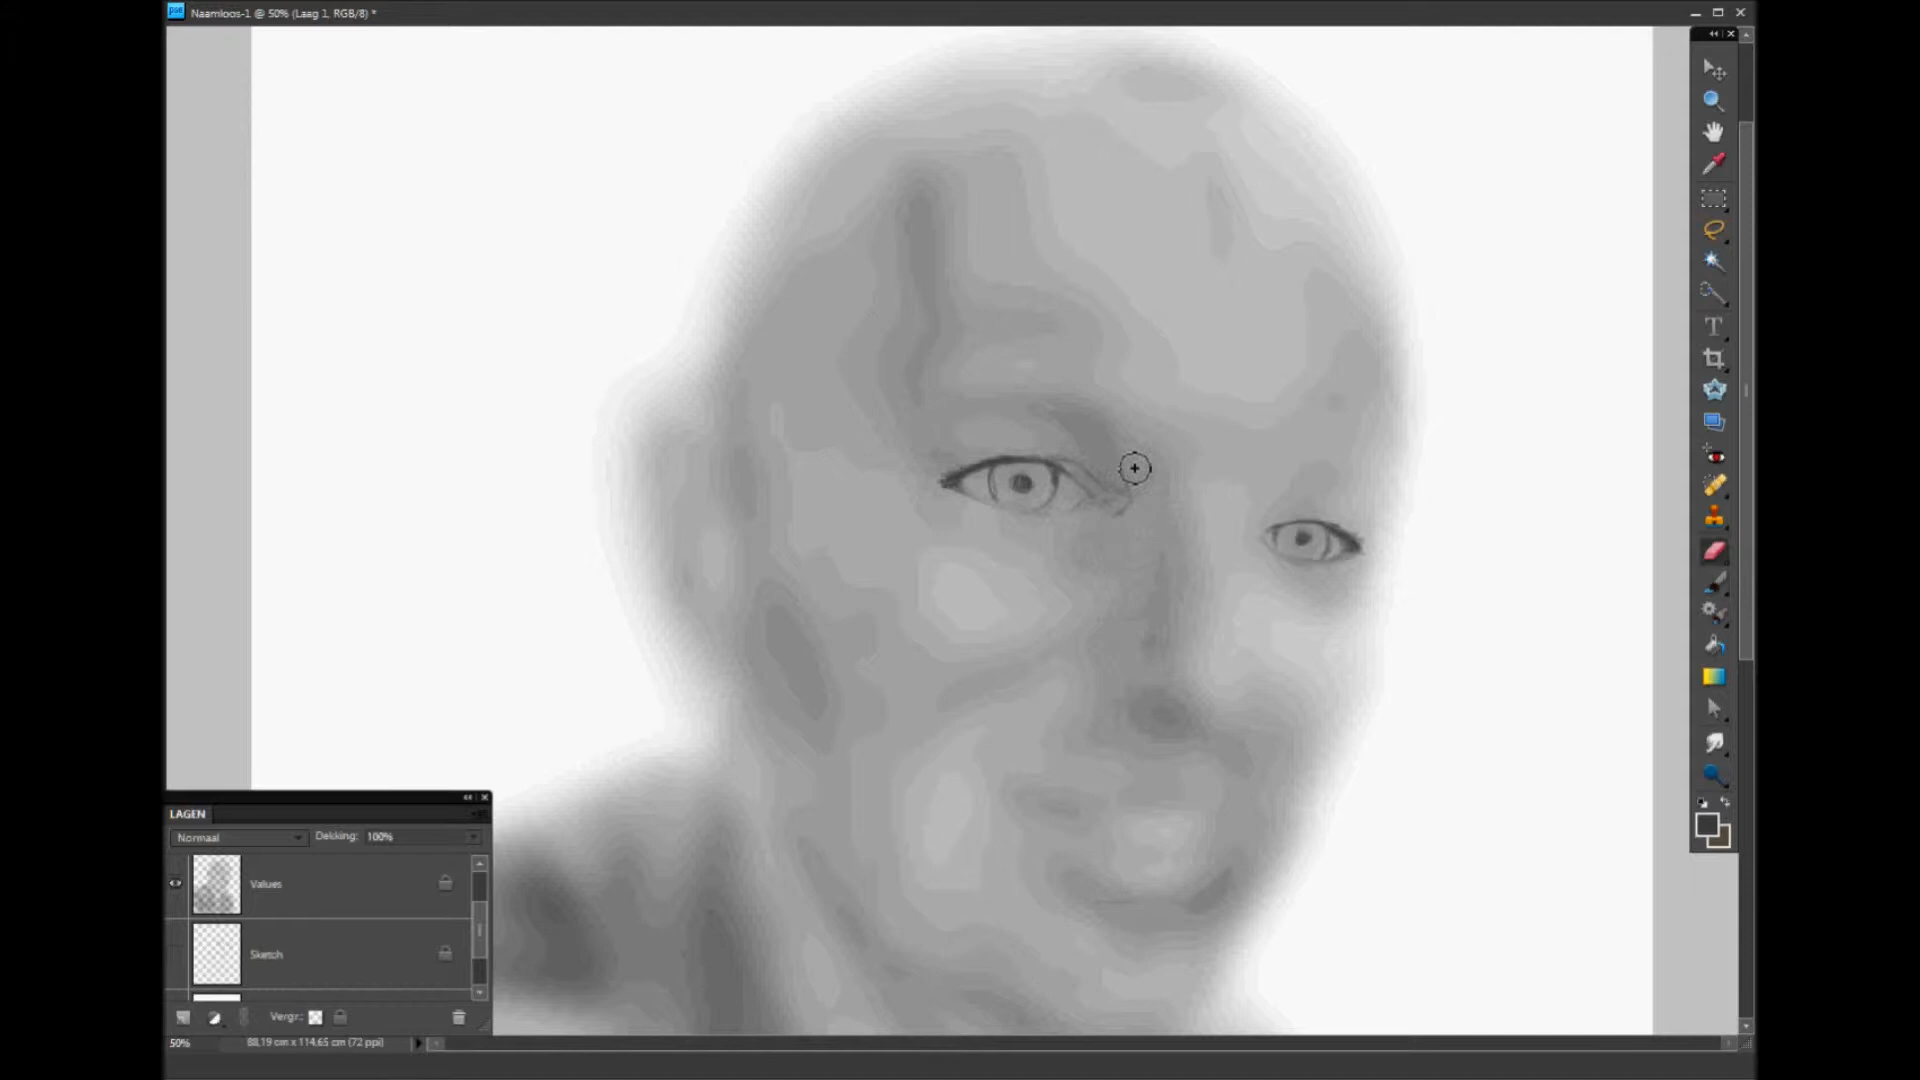 pse Naamloos-1 @ 50% (Laag 1, RGB/8) *
LAGEN
Normaal Dekking: 100%
Values
Sketch
Vergr.:
50% 88,19 cm x 114,65 cm (72 ppi)